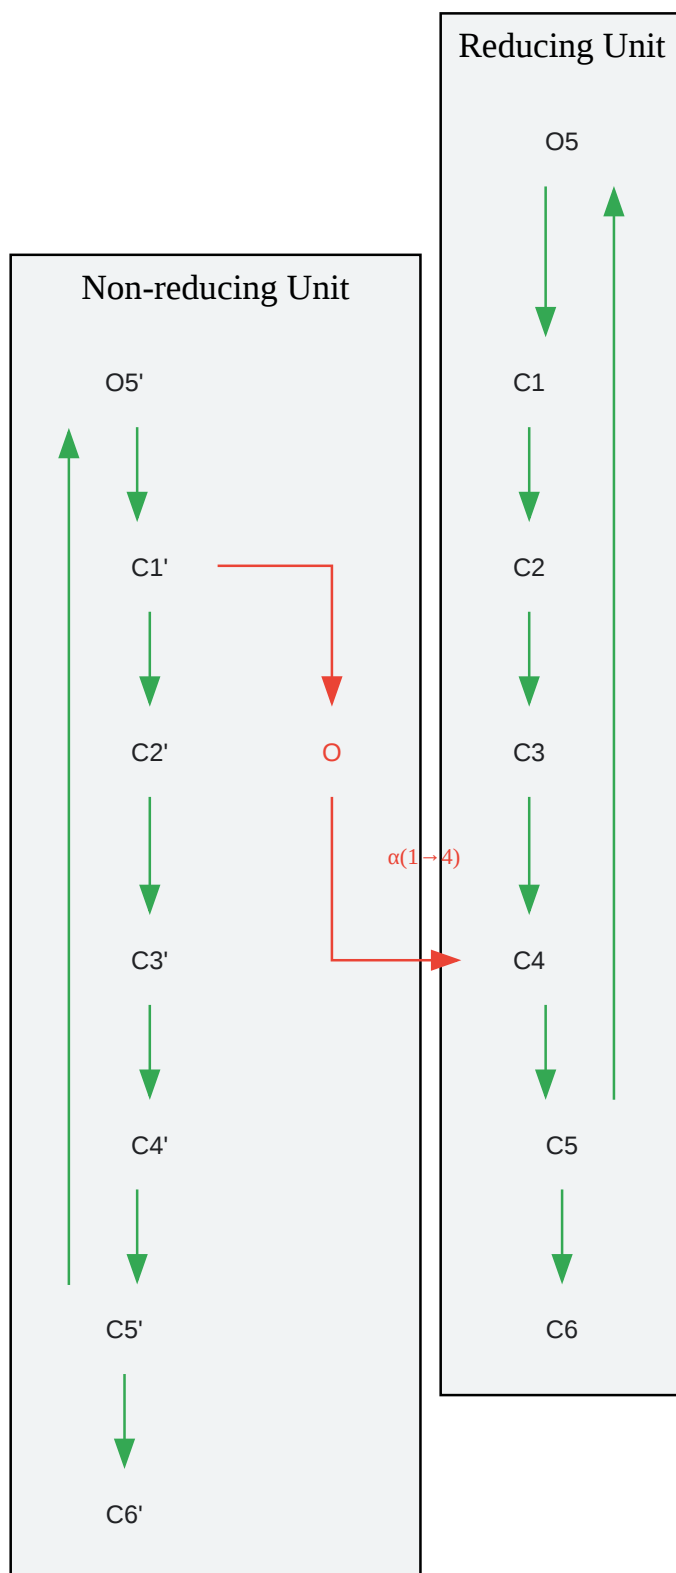 Reducing Unit
O5
C1
C2
C3
C4
C5
C6
Non-reducing Unit
O5'
C1'
C2'
O
α(1→4)
C3'
C4'
C5'
C6'